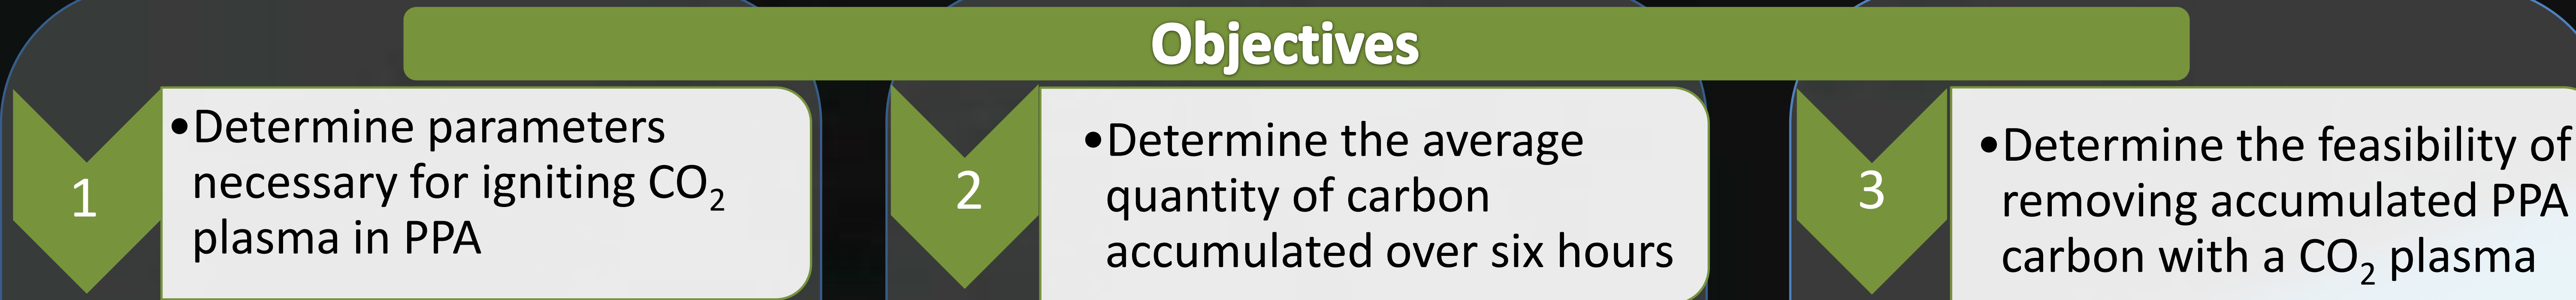 Objectives
1
•Determine parameters
necessary for igniting CO₂
plasma in PPA
2
•Determine the average
quantity of carbon
accumulated over six hours
3
•Determine the feasibility of
removing accumulated PPA
carbon with a CO₂ plasma